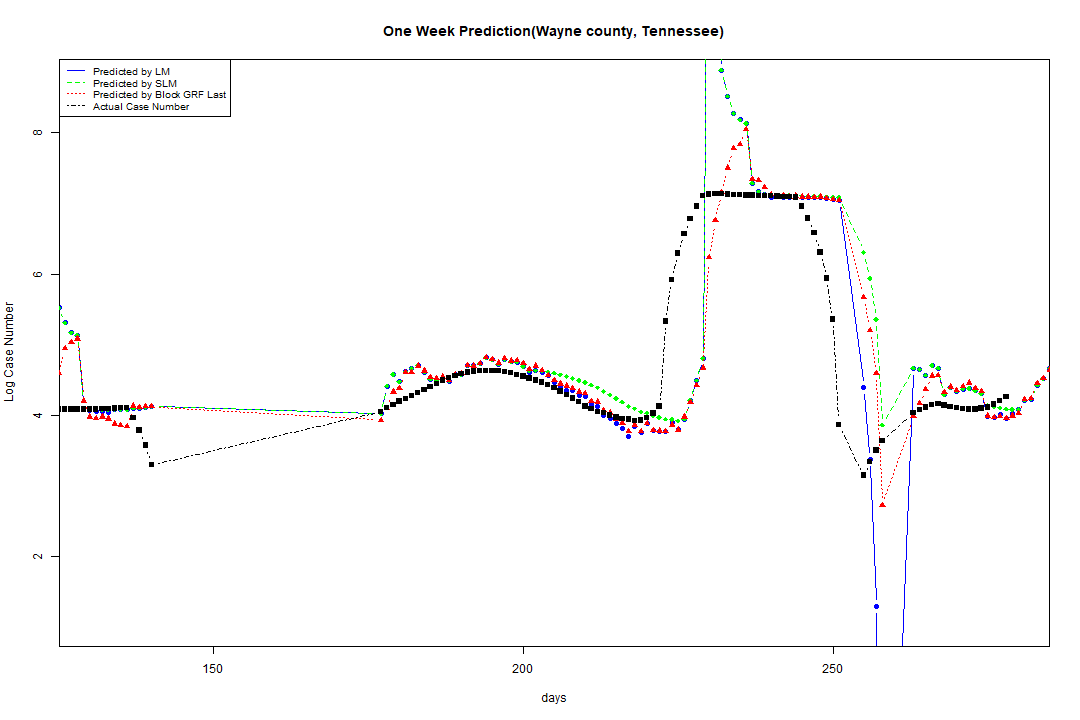 One Week Prediction(Wayne county, Tennessee)
Predicted by LM
Predicted by SLM
Predicted by Block GRF Last
Actual Case Number
8
6
4
2
Log Case Number
150
200
250
days